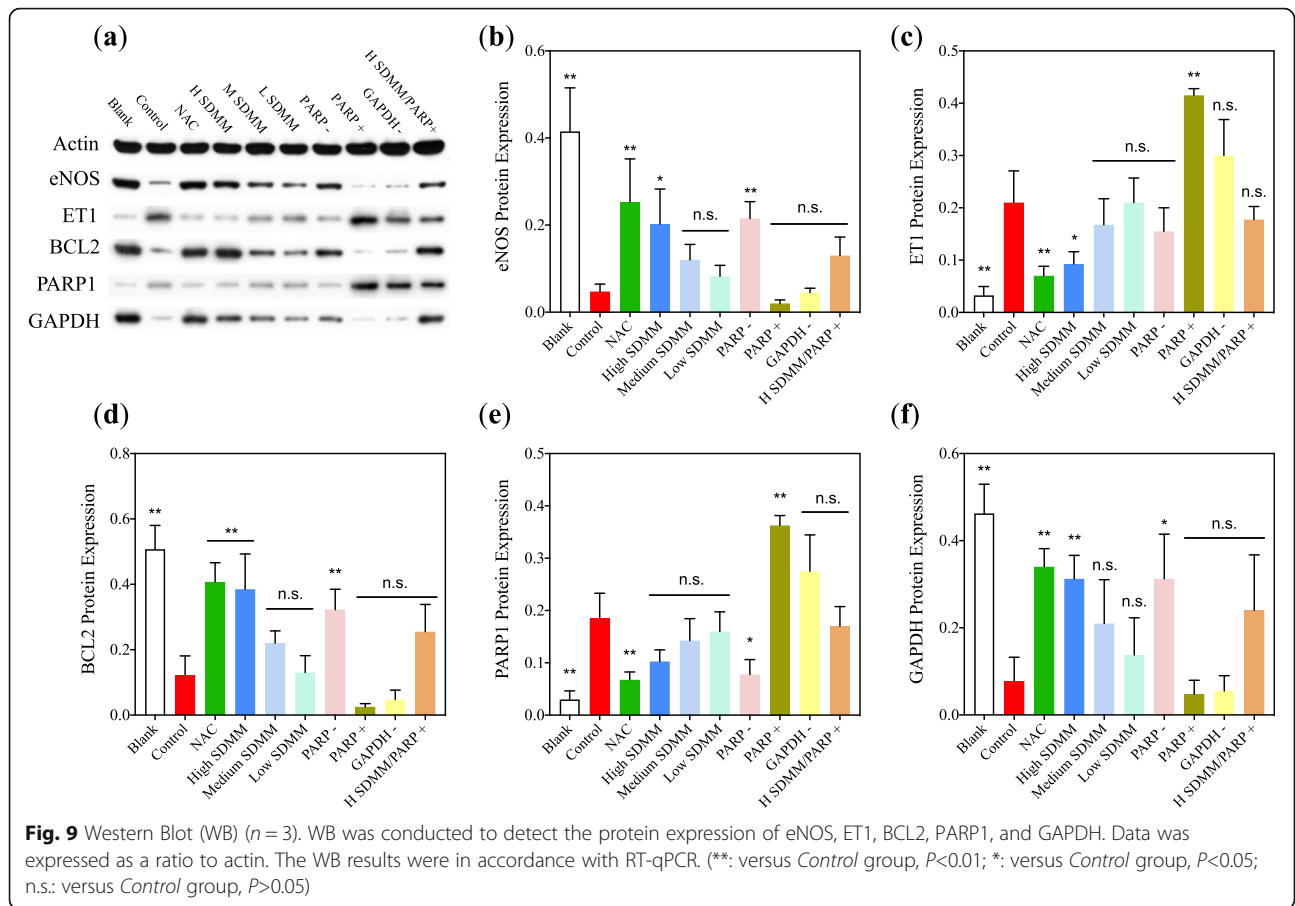 (a)
Blank
Control
NAC
H SDMM
M SDMM
L SDMM
PARP -
PARP +
GAPDH -
H SDMM/PARP+
Actin
eNOS
ET1
BCL2
PARP1
GAPDH
(b)
eNOS Protein Expression
0.6
0.4
0.2
0.0
**
**
*
n.s.
**
n.s.
Blank
Control
NAC
High SDMM
Medium SDMM
Low SDMM
PARP -
PARP +
GAPDH -
H SDMM/PARP +
(c)
ET1 Protein Expression
0.5
0.4
0.3
0.2
0.1
0.0
**
**
*
n.s.
**
n.s.
n.s.
Blank
Control
NAC
High SDMM
Medium SDMM
Low SDMM
PARP -
PARP +
GAPDH -
H SDMM/PARP +
(d)
BCL2 Protein Expression
0.8
0.6
0.4
0.2
0.0
**
**
n.s.
**
n.s.
Blank
Control
NAC
High SDMM
Medium SDMM
Low SDMM
PARP -
PARP +
GAPDH -
H SDMM/PARP +
(e)
PARP1 Protein Expression
0.5
0.4
0.3
0.2
0.1
0.0
**
**
n.s.
*
**
n.s.
Blank
Control
NAC
High SDMM
Medium SDMM
Low SDMM
PARP -
PARP +
GAPDH -
H SDMM/PARP +
(f)
GAPDH Protein Expression
0.6
0.4
0.2
0.0
**
**
**
n.s.
n.s.
*
n.s.
Blank
Control
NAC
High SDMM
Medium SDMM
Low SDMM
PARP -
PARP +
GAPDH -
H SDMM/PARP +
Fig. 9 Western Blot (WB) (n = 3). WB was conducted to detect the protein expression of eNOS, ET1, BCL2, PARP1, and GAPDH. Data was
expressed as a ratio to actin. The WB results were in accordance with RT-qPCR. (**: versus Control group, P<0.01; *: versus Control group, P<0.05;
n.s.: versus Control group, P>0.05)